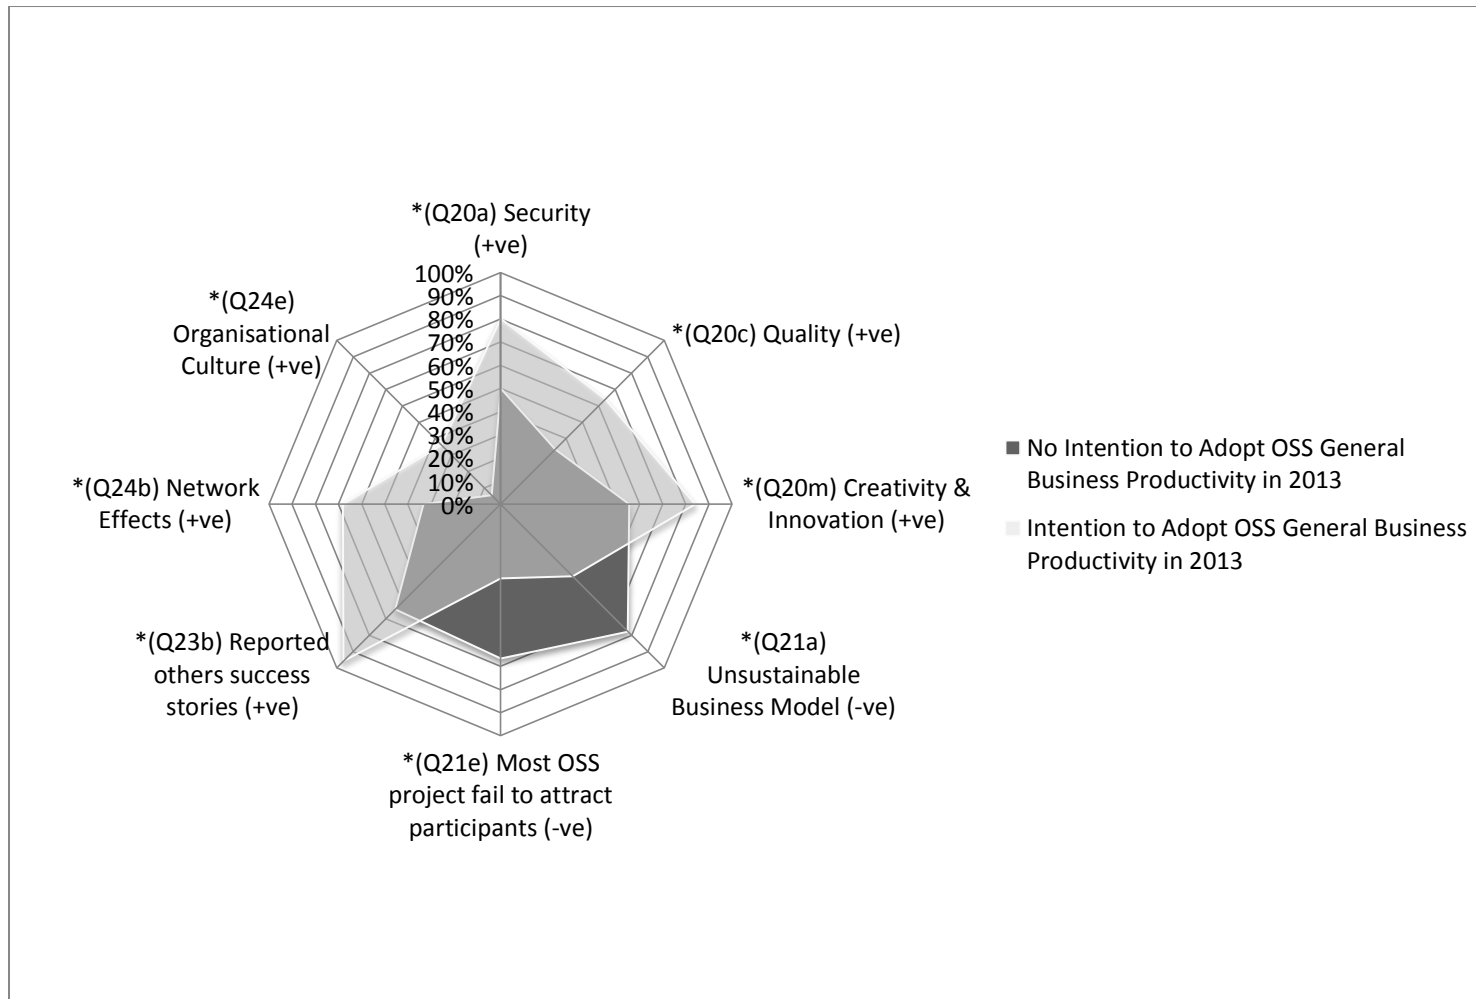 *(Q20a) Security
(+ve)
100%
90%
80%
70%
60%
50%
40%
30%
20%
10%
0%
*(Q20c) Quality (+ve)
*(Q20m) Creativity &
Innovation (+ve)
*(Q21a)
Unsustainable
Business Model (-ve)
*(Q21e) Most OSS
project fail to attract
participants (-ve)
*(Q23b) Reported
others success
stories (+ve)
*(Q24b) Network
Effects (+ve)
*(Q24e)
Organisational
Culture (+ve)
No Intention to Adopt OSS General
Business Productivity in 2013
Intention to Adopt OSS General Business
Productivity in 2013